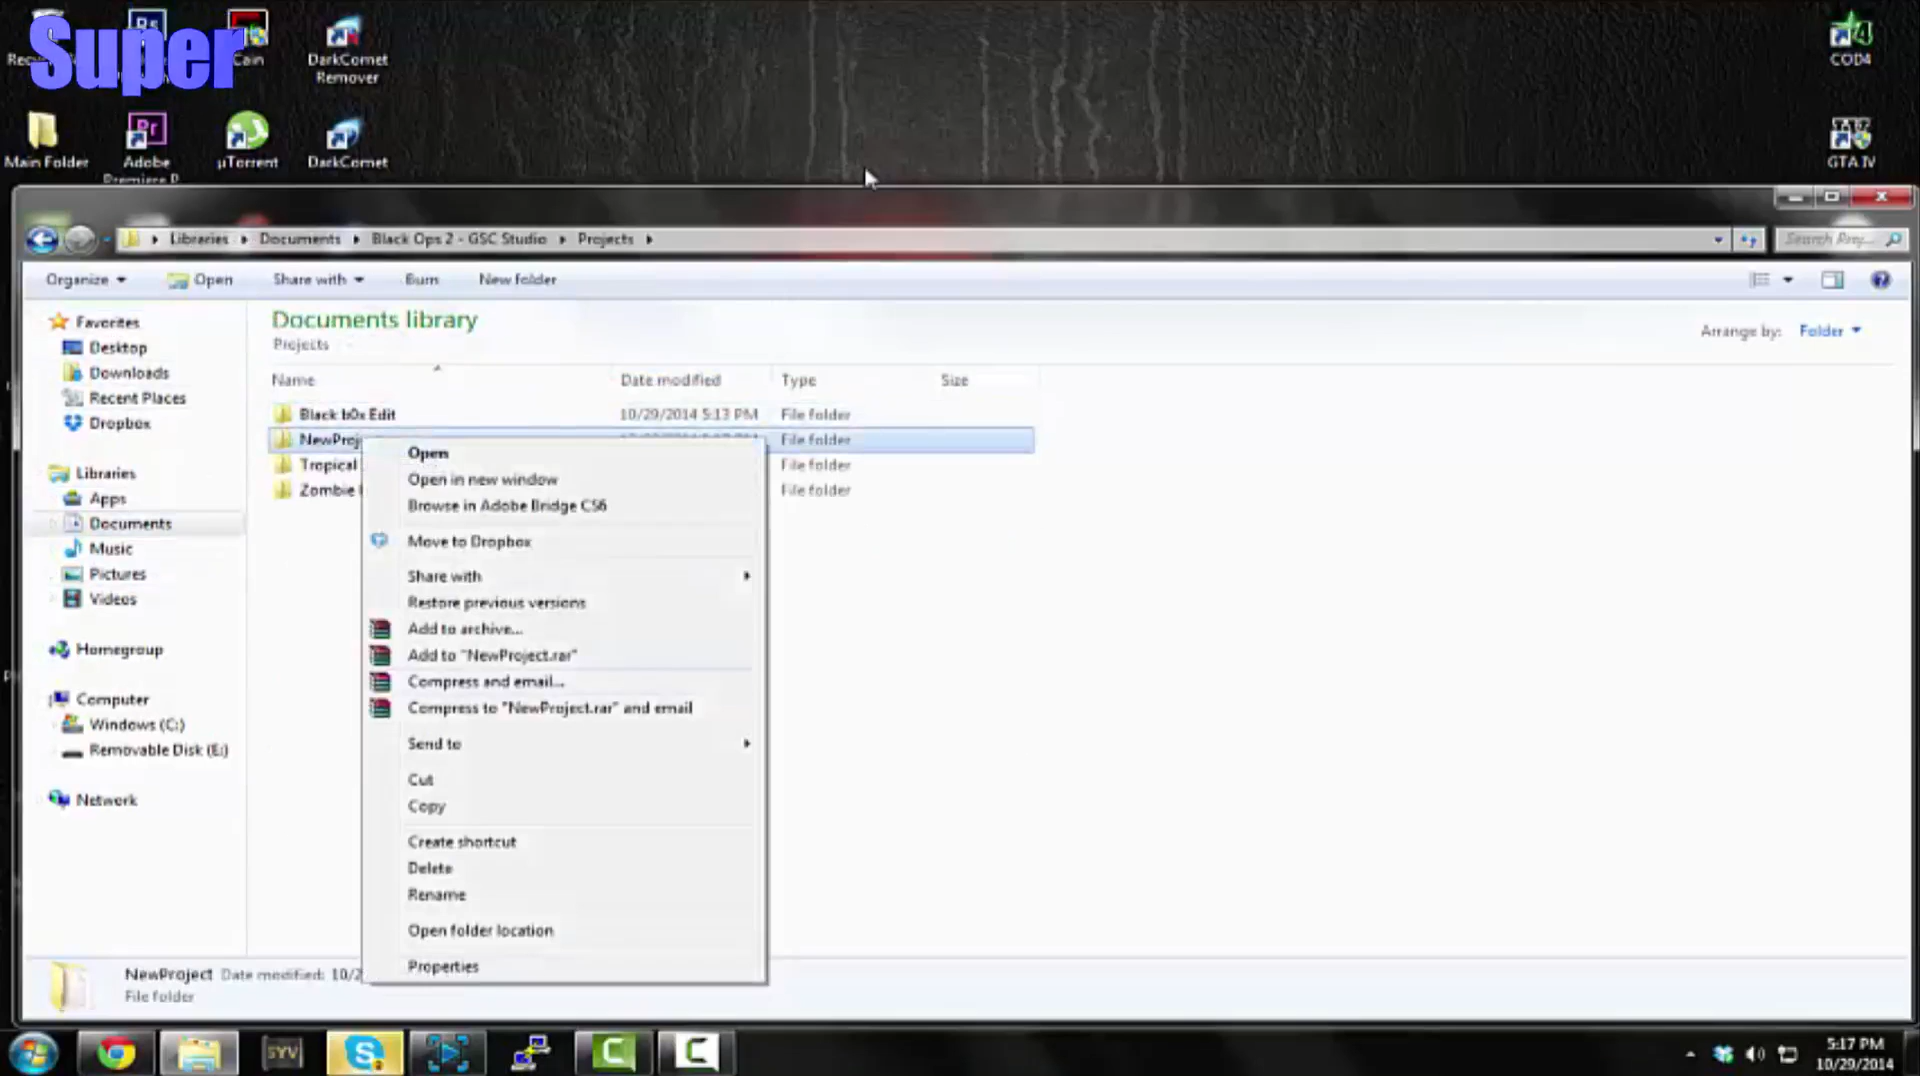 Super
Cain
DarkComet
Remover
COD4
Main Folder
Adobe
Premiere P
µTorrent
DarkComet
GTA IV
Libraries
Documents
Black Ops 2 - GSC Studio
Projects
Organize
Open
Share with
Burn
New folder
Favorites
Desktop
Downloads
Recent Places
Dropbox
Libraries
Apps
Documents
Music
Pictures
Videos
Homegroup
Computer
Windows (C:)
Removable Disk (E:)
Network
Documents library
Projects
Arrange by: Folder
Name Date modified Type Size
Black b0x Edit 10/29/2014 5:13 PM File folder
File folder
Tropical File folder
Zombie File folder
Open
Open in new window
Browse in Adobe Bridge CS6
Move to Dropbox
Share with
Restore previous versions
Add to archive...
Add to "NewProject.rar"
Compress and email...
Compress to "NewProject.rar" and email
Send to
Cut
Copy
Create shortcut
Delete
Rename
Open folder location
Properties
NewProject Date modified:
File folder
SYV
5:17 PM
10/29/2014